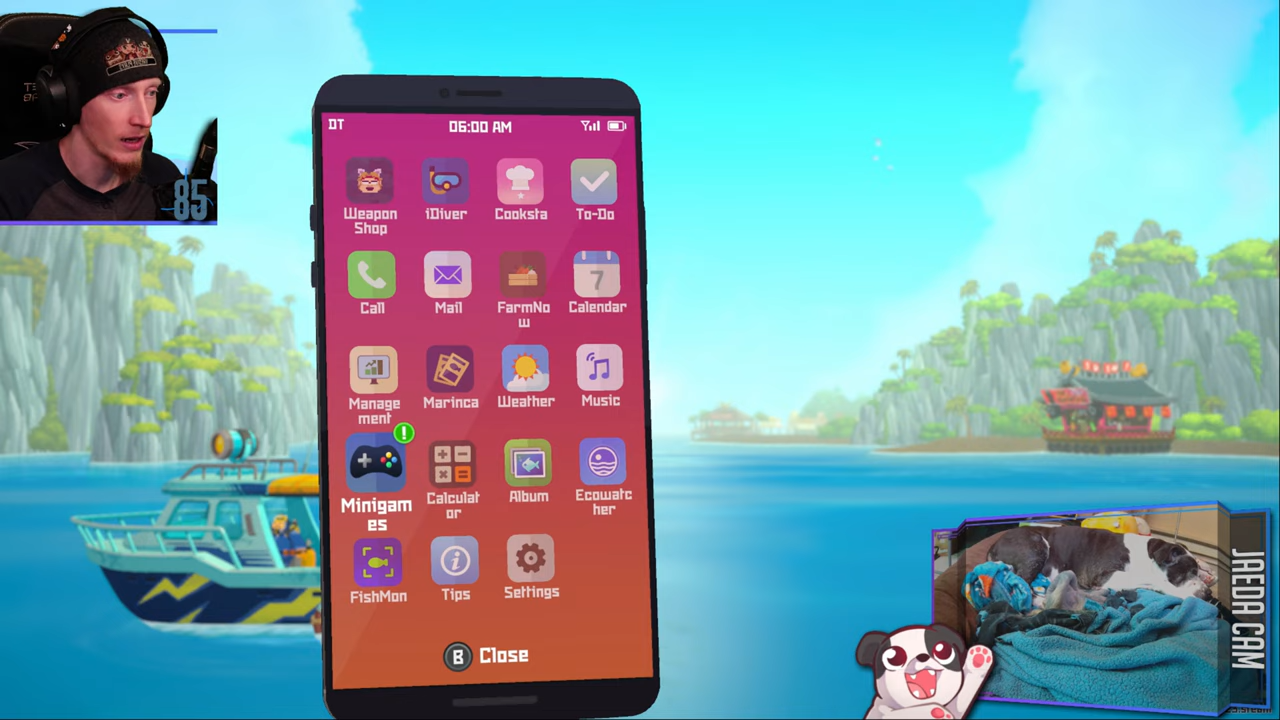 DT 06:00 AM
Weapon
Shop
iDiver
Cooksta
To-Do
Call
Mail
FarmNo
w
Calendar
7
Manage
ment
Marinca
Weather
Music
Minigam
es
Calculat
or
Album
Ecowatc
her
FishMon
Tips
Settings
B Close
85
JAEDA CAM